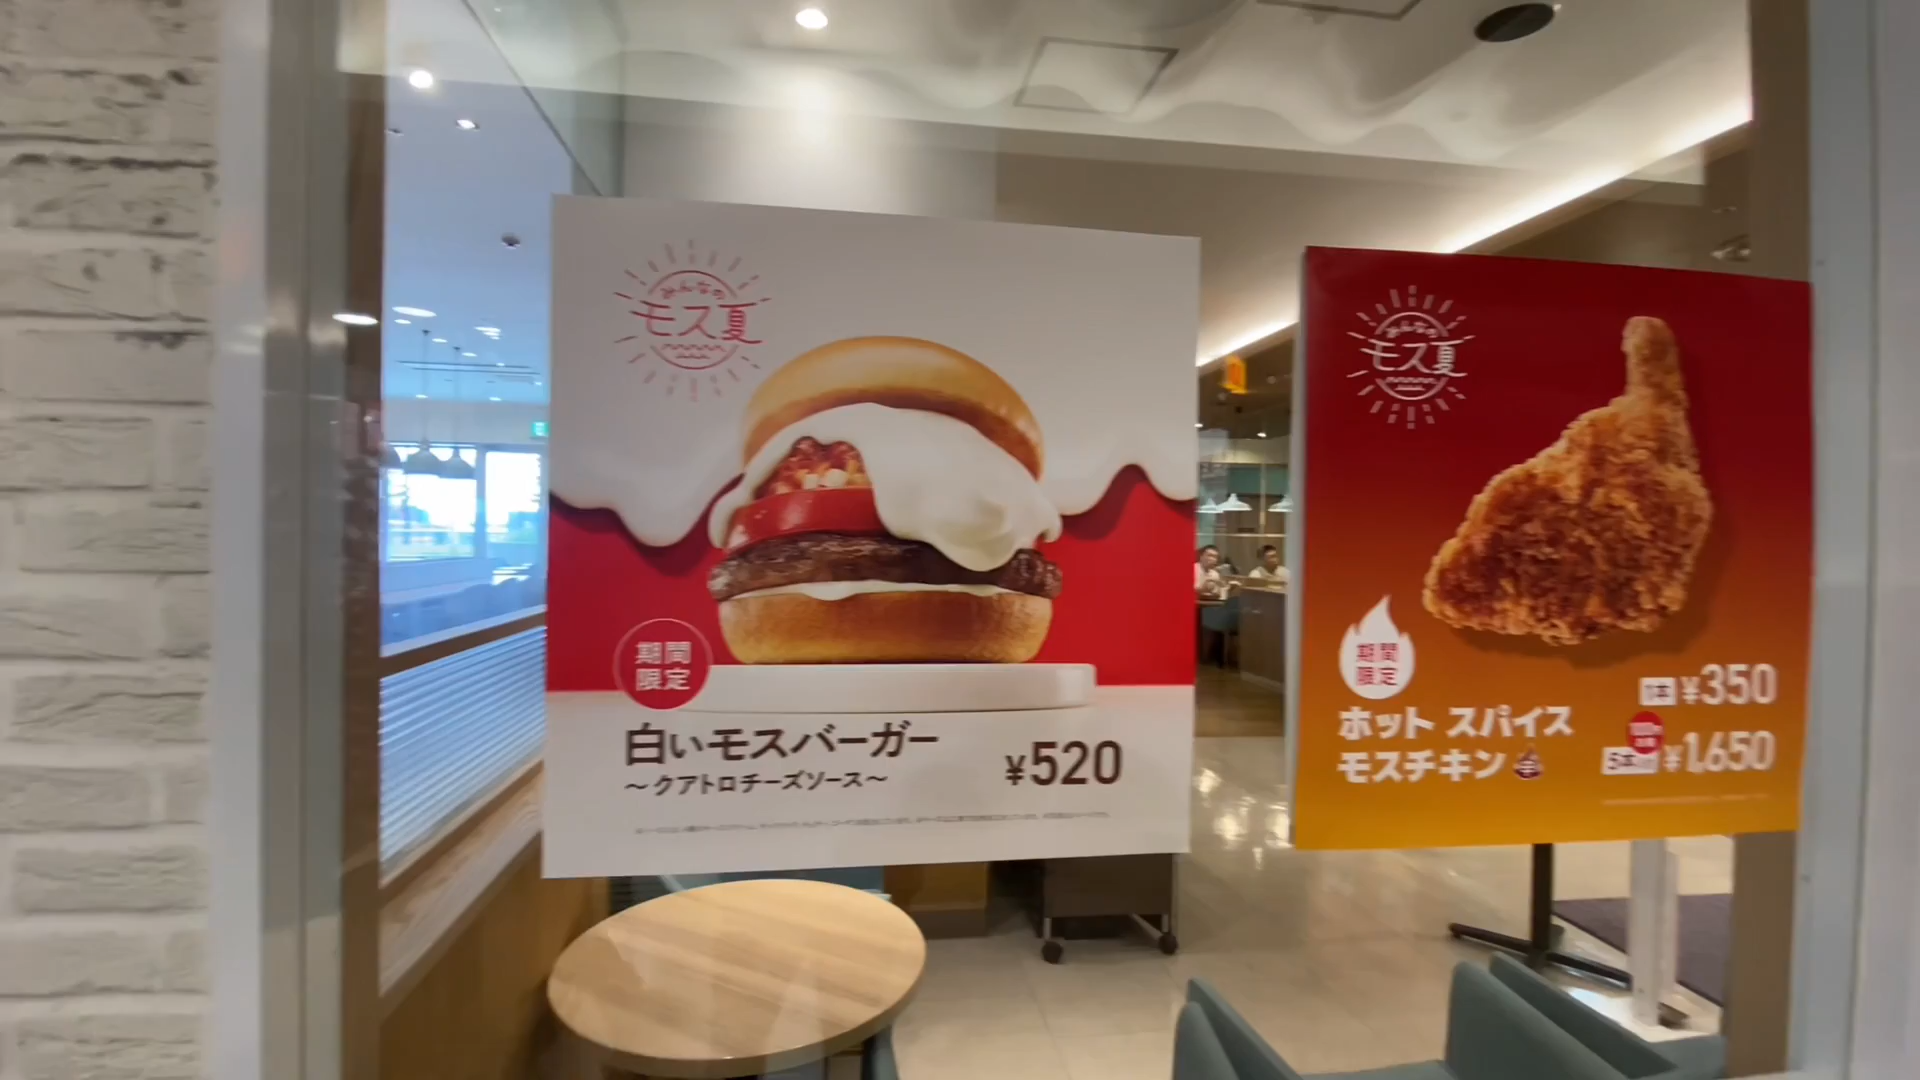 みんなの
モス夏
期間
限定
白いモスバーガー
～クアトロチーズソース～
¥520
みんなの
モス夏
期間
限定
ホット スパイス
モスチキン
1本 ¥350
¥1,650